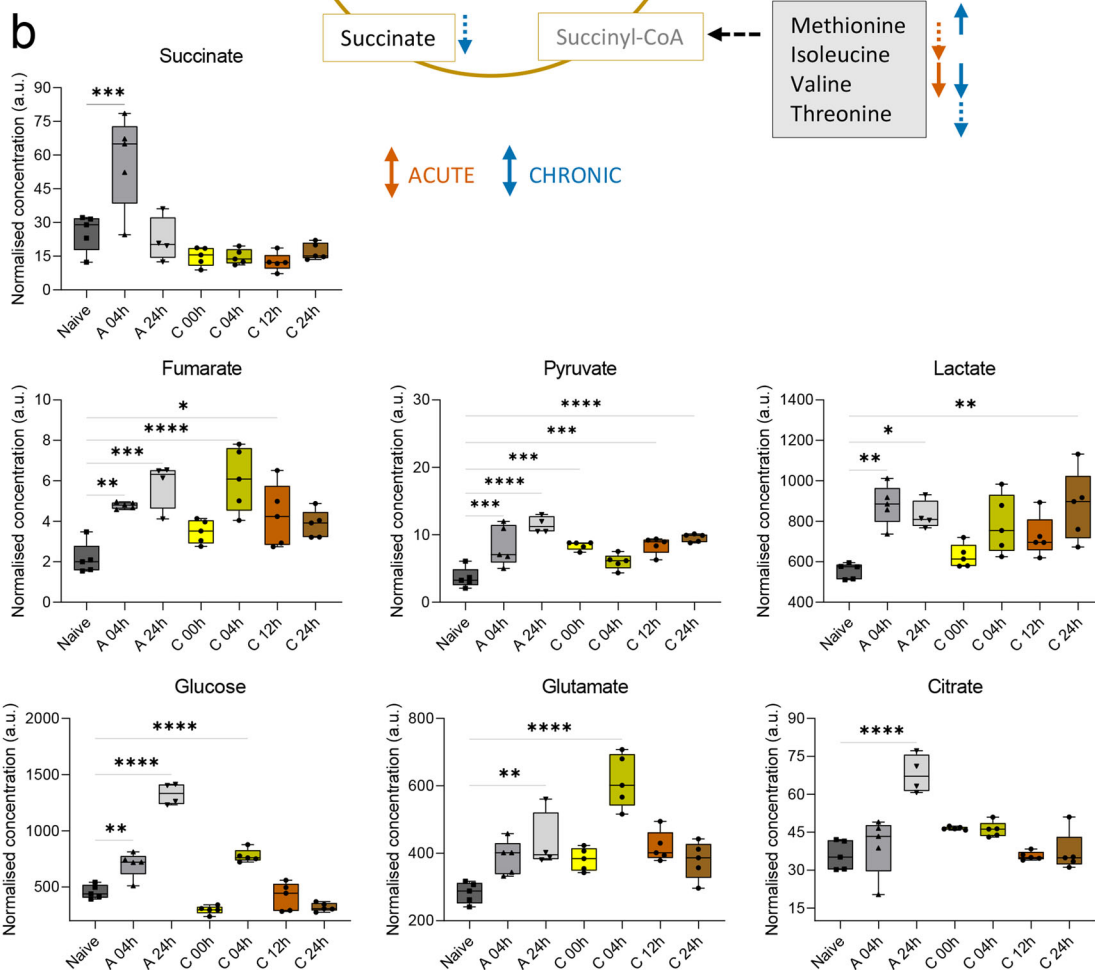 b
Succinate
Succinyl-CoA
Methionine
Isoleucine
Valine
Threonine
ACUTE
CHRONIC
Succinate
Normalised concentration (a.u.)
90
75
60
45
30
15
0
***
Naive
A 04h
A 24h
C 00h
C 04h
C 12h
C 24h
Fumarate
Normalised concentration (a.u.)
10
8
6
4
2
0
*
****
***
**
Naive
A 04h
A 24h
C 00h
C 04h
C 12h
C 24h
Pyruvate
Normalised concentration (a.u.)
30
20
10
0
****
***
***
****
***
Naive
A 04h
A 24h
C 00h
C 04h
C 12h
C 24h
Lactate
Normalised concentration (a.u.)
1400
1200
1000
800
600
400
**
*
**
Naive
A 04h
A 24h
C 00h
C 04h
C 12h
C 24h
Glucose
Normalised concentration (a.u.)
2000
1500
1000
500
****
****
**
Naive
A 04h
A 24h
C 00h
C 04h
C 12h
C 24h
Glutamate
Normalised concentration (a.u.)
800
600
400
200
****
**
Naive
A 04h
A 24h
C 00h
C 04h
C 12h
C 24h
Citrate
Normalised concentration (a.u.)
90
75
60
45
30
15
****
Naive
A 04h
A 24h
C 00h
C 04h
C 12h
C 24h